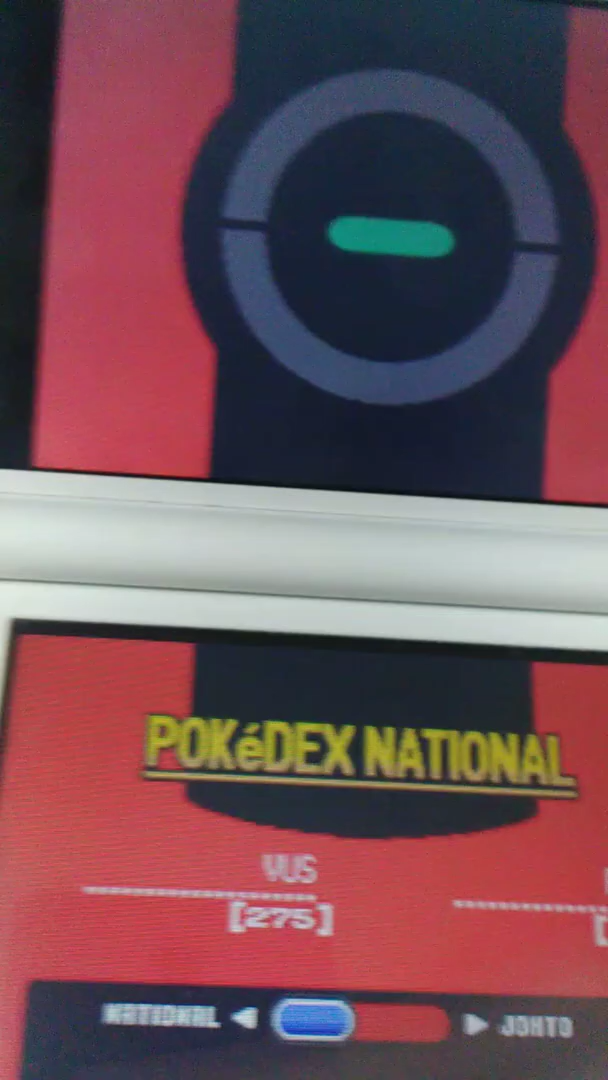 POKéDEX NATIONAL
VUS
[275]
NATIONAL ◄ ► JOHTO